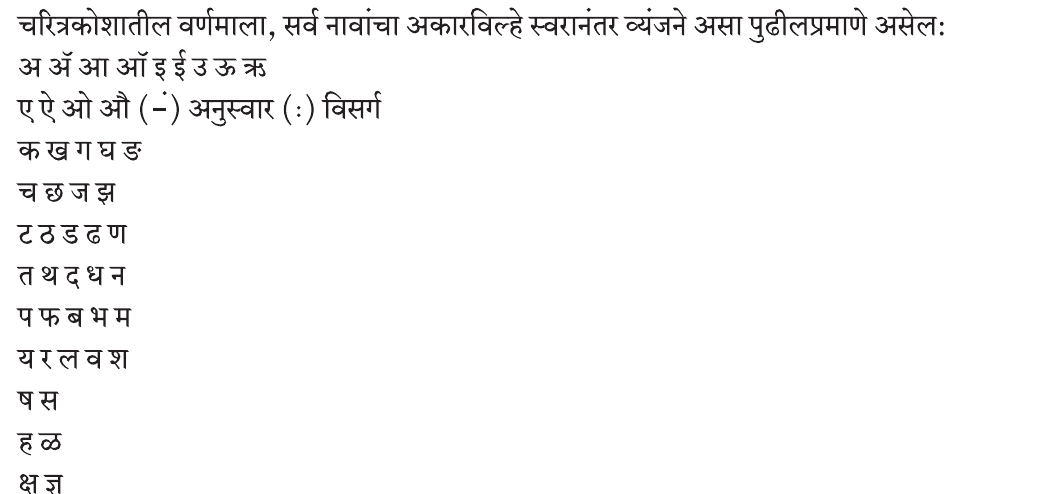 चरित्रकोशातील वर्णमाला, सर्व नावांचा अकारविल्हे स्वरानंतर व्यंजने असा पुढीलप्रमाणे असेल:
अ ॲ आ ऑ इ ई उ ऊ ऋ
ए ऐ ओ औ (–ं) अनुस्वार (ः) विसर्ग
क ख ग घ ङ
च छ ज झ
ट ठ ड ढ ण
त थ द ध न
प फ ब भ म
य र ल व श
ष स
ह ळ
क्ष ज्ञ